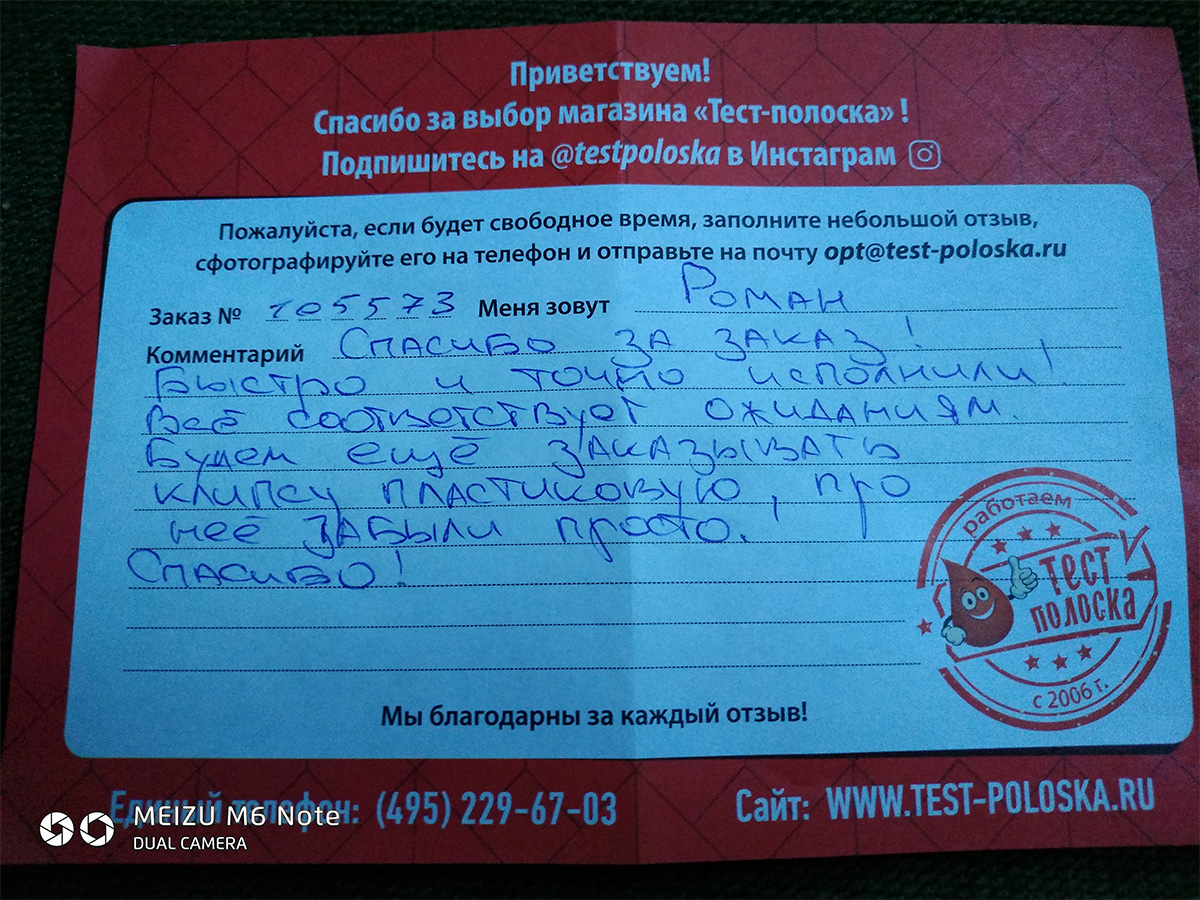 Приветствуем!
Спасибо за выбор магазина «Тест-полоска» !
Подпишитесь на @testpoloska в Инстаграм
Пожалуйста, если будет свободное время, заполните небольшой отзыв,
сфотографируйте его на телефон и отправьте на почту opt@test-poloska.ru
Заказ № 105573 Меня зовут Роман
Комментарий Спасибо за заказ!
Быстро и точно исполнили!
Всё соответствует ожиданиям.
Будем ещё заказывать
клипсу пластиковую, про
неё забыли просто!
Спасибо!
работаем
ТЕСТ
ПОЛОСКА
с 2006 г.
Мы благодарны за каждый отзыв!
Единый телефон: (495) 229-67-03
Сайт: WWW.TEST-POLOSKA.RU
MEIZU M6 Note
DUAL CAMERA